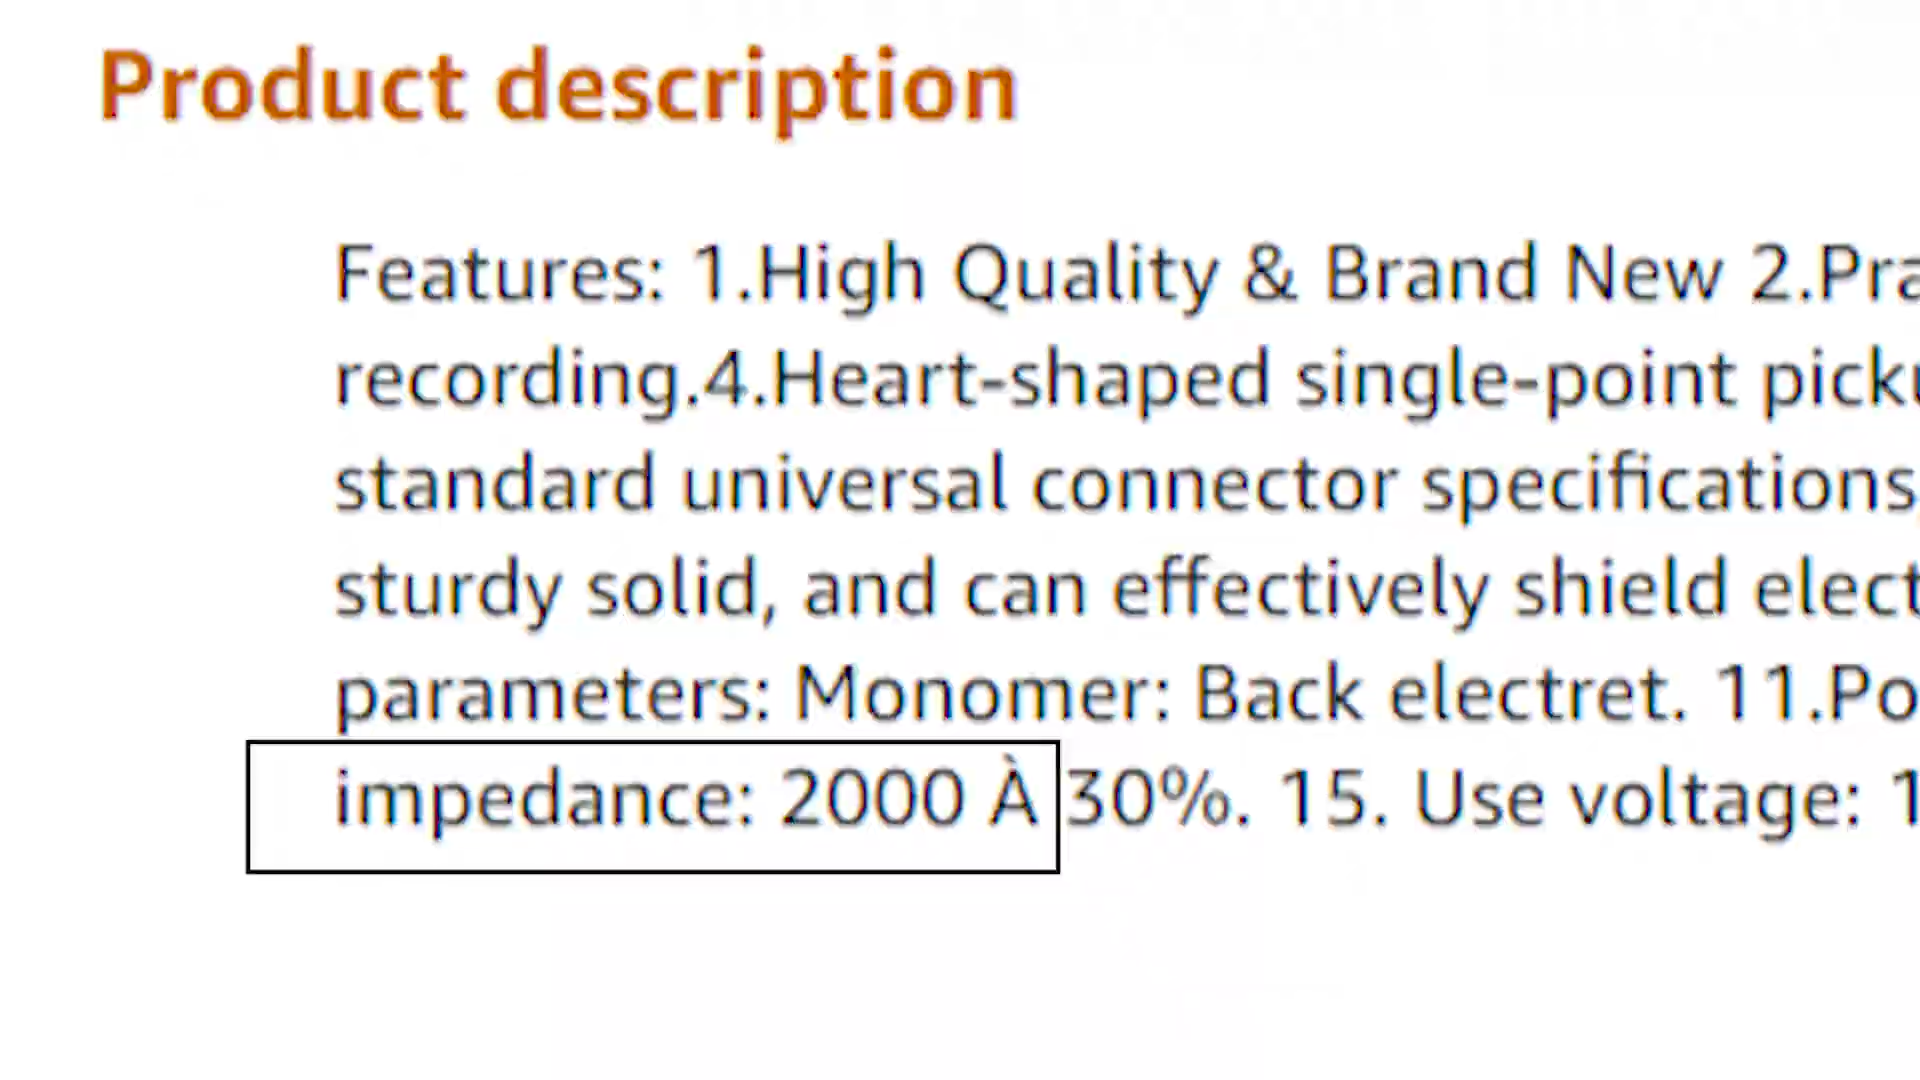 Product description
Features: 1.High Quality & Brand New 2.Pra
recording.4.Heart-shaped single-point picku
standard universal connector specifications,
sturdy solid, and can effectively shield elect
parameters: Monomer: Back electret. 11.Po
impedance: 2000 À 30%. 15. Use voltage: 1